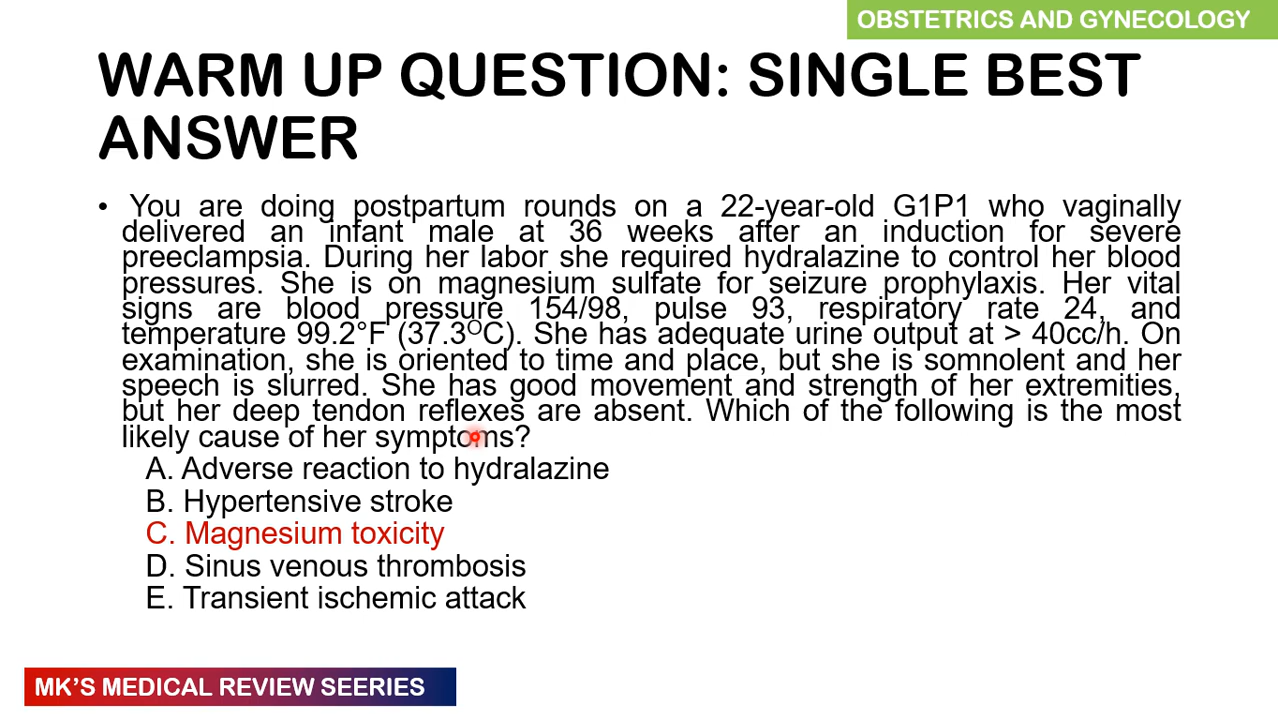 OBSTETRICS AND GYNECOLOGY
WARM UP QUESTION: SINGLE BEST
ANSWER
• You are doing postpartum rounds on a 22-year-old G1P1 who vaginally
delivered an infant male at 36 weeks after an induction for severe
preeclampsia. During her labor she required hydralazine to control her blood
pressures. She is on magnesium sulfate for seizure prophylaxis. Her vital
signs are blood pressure 154/98, pulse 93, respiratory rate 24, and
temperature 99.2°F (37.3ᴼC). She has adequate urine output at > 40cc/h. On
examination, she is oriented to time and place, but she is somnolent and her
speech is slurred. She has good movement and strength of her extremities,
but her deep tendon reflexes are absent. Which of the following is the most
likely cause of her symptoms?
A. Adverse reaction to hydralazine
B. Hypertensive stroke
C. Magnesium toxicity
D. Sinus venous thrombosis
E. Transient ischemic attack
MK'S MEDICAL REVIEW SEERIES